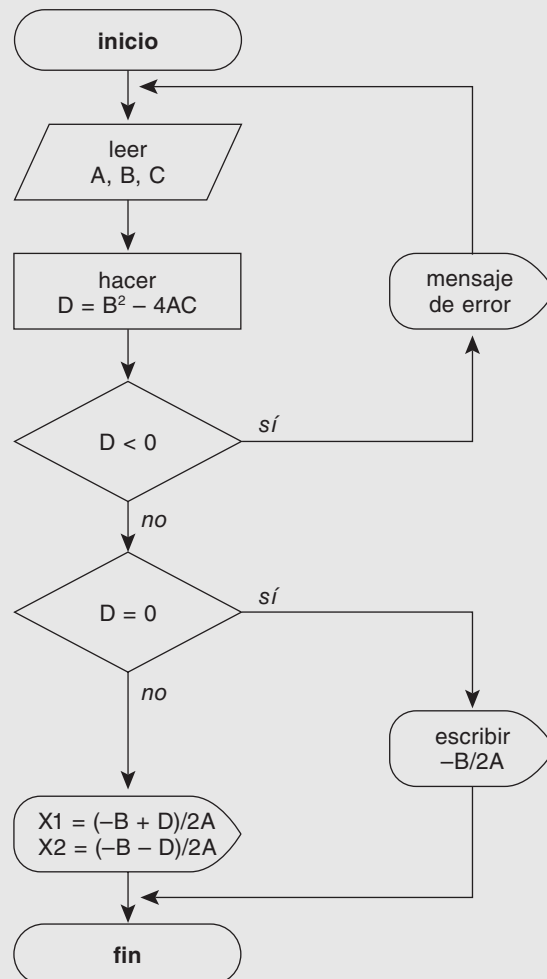 inicio
leer
A, B, C
hacer
D = B² – 4AC
mensaje
de error
D < 0
sí
no
D = 0
sí
no
escribir
–B/2A
X1 = (–B + D)/2A
X2 = (–B – D)/2A
fin